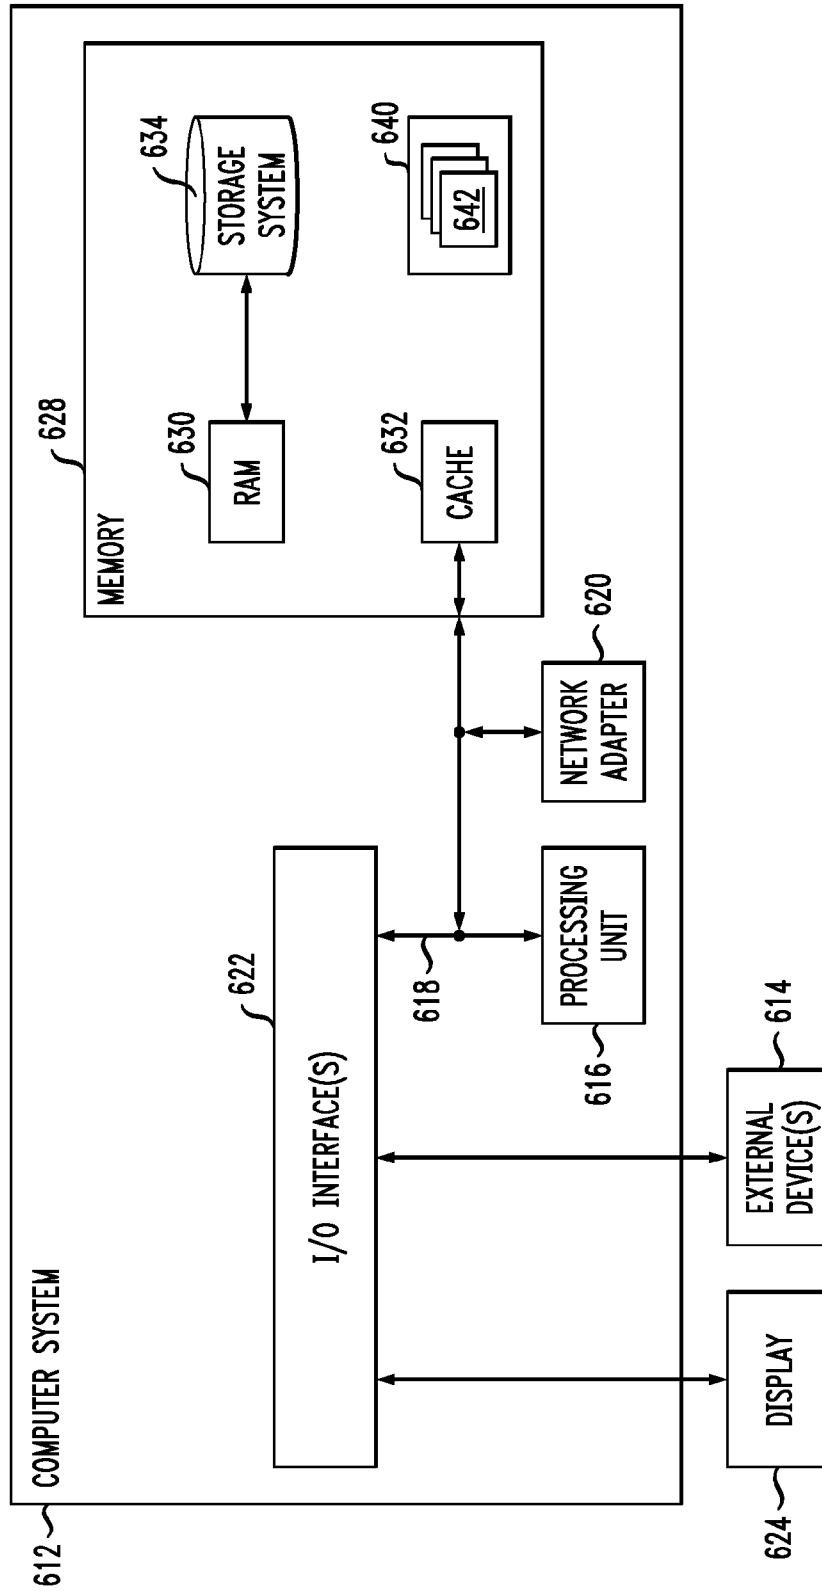 612
COMPUTER SYSTEM
MEMORY
628
RAM
630
STORAGE
SYSTEM
634
CACHE
632
640
642
I/O INTERFACE(S)
622
618
PROCESSING
UNIT
616
NETWORK
ADAPTER
620
DISPLAY
624
EXTERNAL
DEVICE(S)
614